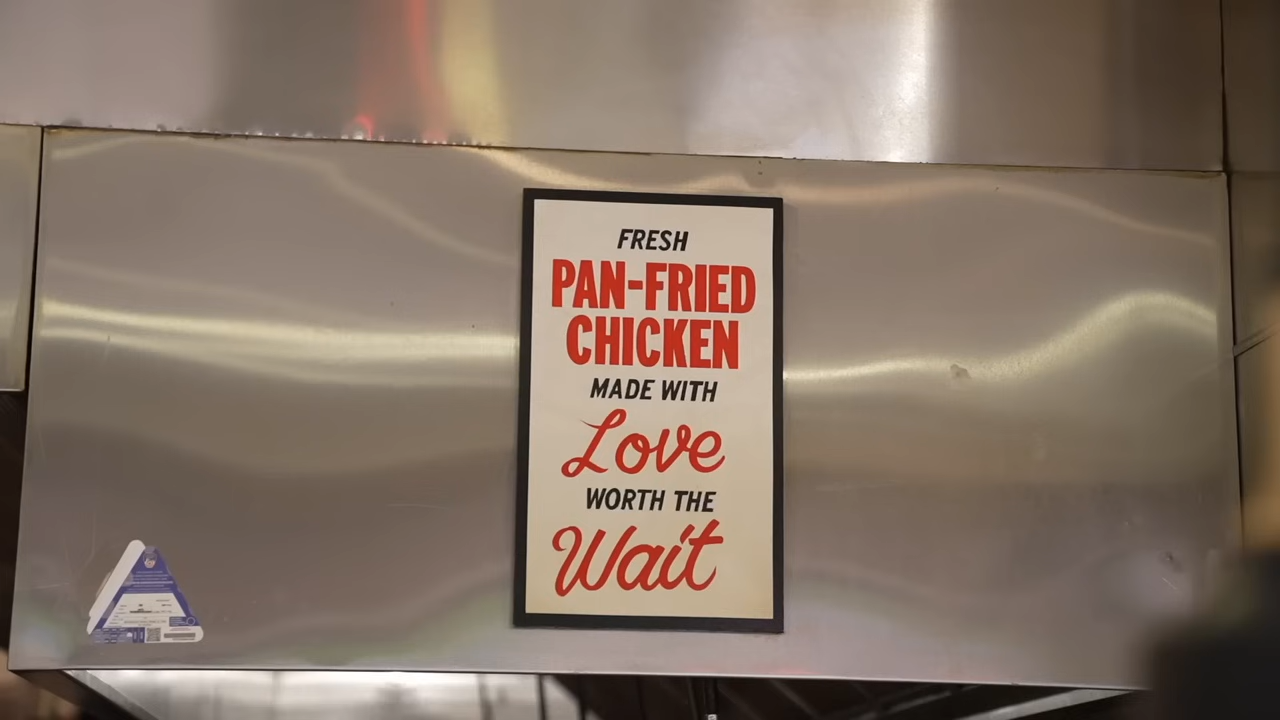 FRESH
PAN-FRIED
CHICKEN
MADE WITH
Love
WORTH THE
Wait